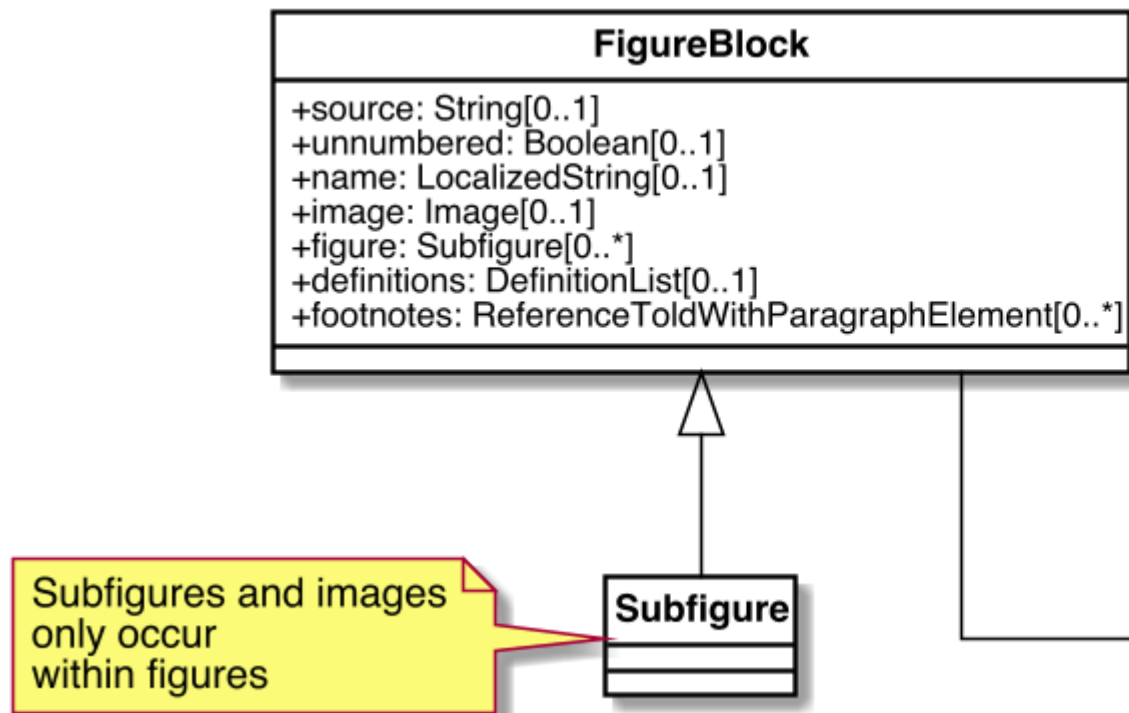 FigureBlock
+source: String[0..1]
+unnumbered: Boolean[0..1]
+name: LocalizedString[0..1]
+image: Image[0..1]
+figure: Subfigure[0..*]
+definitions: DefinitionList[0..1]
+footnotes: ReferenceToIdWithParagraphElement[0..*]
Subfigures and images
only occur
within figures
Subfigure